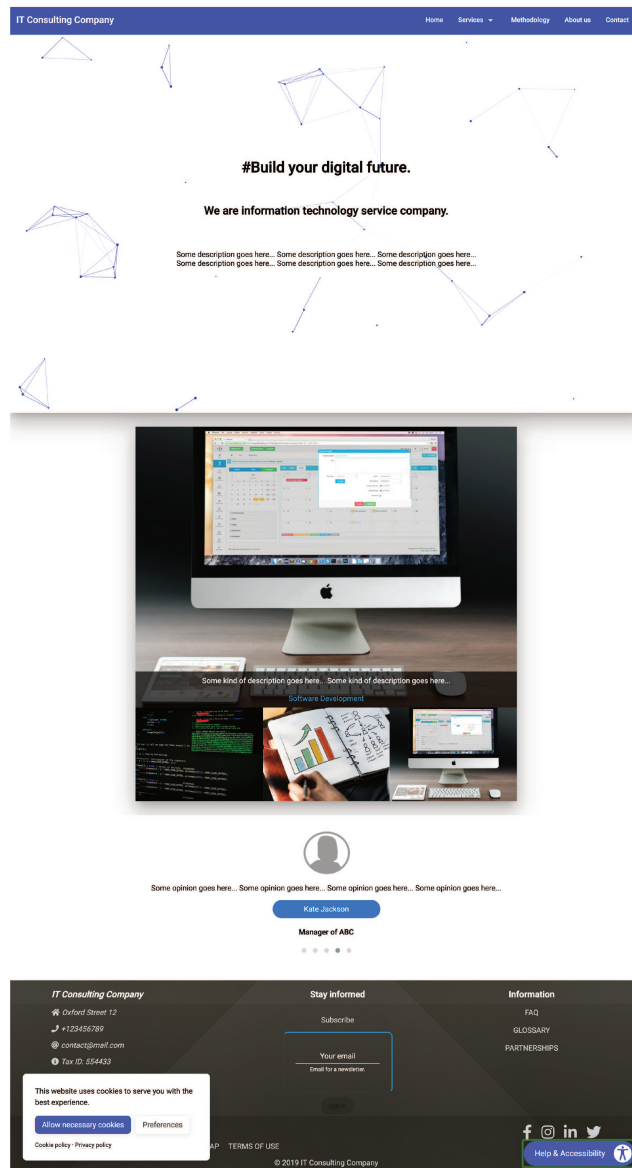 IT Consulting Company
Home Services Methodology About us Contact
#Build your digital future.
We are information technology service company.
Some description goes here... Some description goes here... Some description goes here...
Some description goes here... Some description goes here... Some description goes here...
Some kind of description goes here... Some kind of description goes here...
Software Development
Some opinion goes here... Some opinion goes here... Some opinion goes here... Some opinion goes here...
Kate Jackson
Manager of ABC
IT Consulting Company
Oxford Street 12
+123456789
contact@mail.com
Tax ID: 554433
Stay informed
Subscribe
Your email
Email for a newsletter.
Information
FAQ
GLOSSARY
PARTNERSHIPS
This website uses cookies to serve you with the
best experience.
Allow necessary cookies Preferences
Cookie policy - Privacy policy
AP TERMS OF USE
© 2019 IT Consulting Company
Help & Accessibility